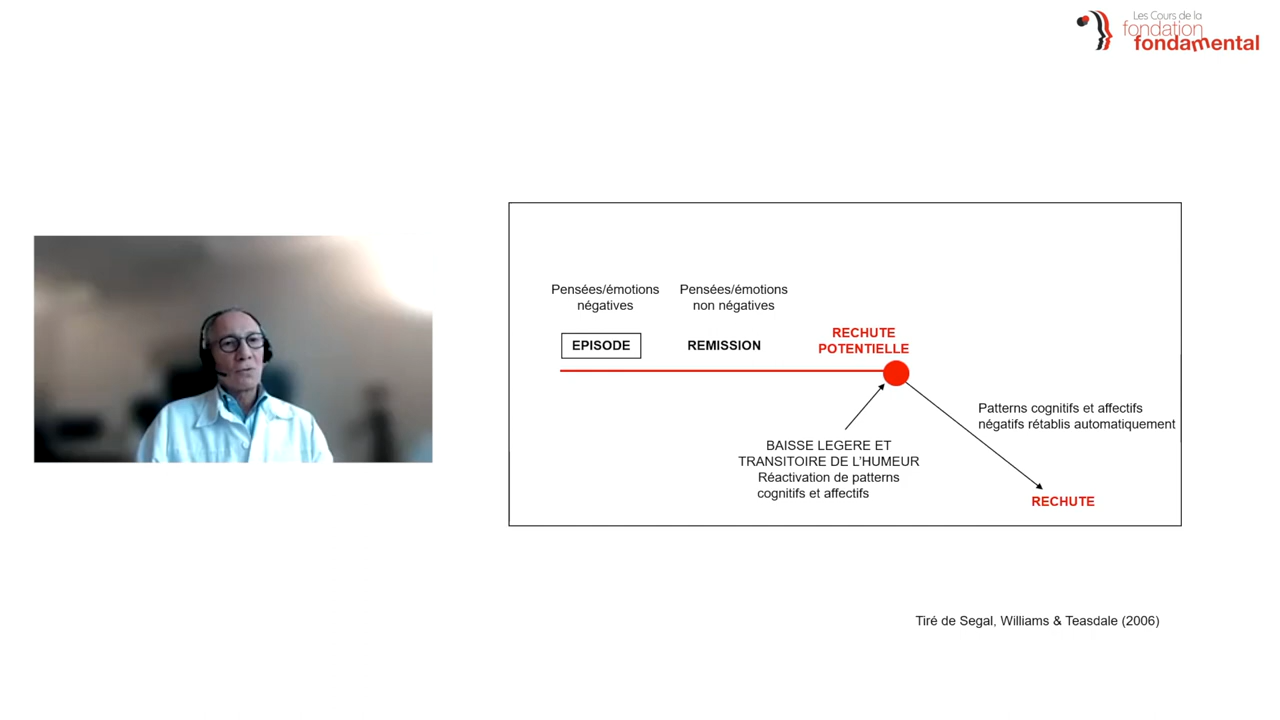 Les Cours de la
fondation
fondamental
Pensées/émotions
négatives
Pensées/émotions
non négatives
EPISODE
REMISSION
RECHUTE
POTENTIELLE
Patterns cognitifs et affectifs
négatifs rétablis automatiquement
BAISSE LEGERE ET
TRANSITOIRE DE L'HUMEUR
Réactivation de patterns
cognitifs et affectifs
RECHUTE
Tiré de Segal, Williams & Teasdale (2006)